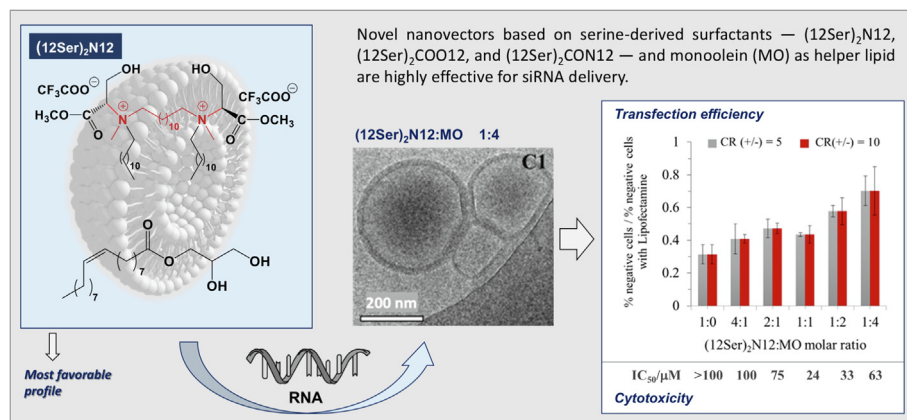 (12Ser)₂N12
CF₃COO⊖
OH
HO
CF₃COO⊖
H₃CO
C
O
N
⊕
10
⊕
N
C
O
OCH₃
10
10
O
O
7
7
OH
OH
Most favorable
profile
RNA
Novel nanovectors based on serine-derived surfactants — (12Ser)₂N12,
(12Ser)₂COO12, and (12Ser)₂CON12 — and monoolein (MO) as helper lipid
are highly effective for siRNA delivery.
(12Ser)₂N12:MO 1:4
C1
200 nm
Transfection efficiency
CR (+/-) = 5 CR(+/-) = 10
% negative cells / % negative cells
with Lipofectamine
1
0.8
0.6
0.4
0.2
0
1:0 4:1 2:1 1:1 1:2 1:4
(12Ser)₂N12:MO molar ratio
IC₅₀/μM >100 100 75 24 33 63
Cytotoxicity